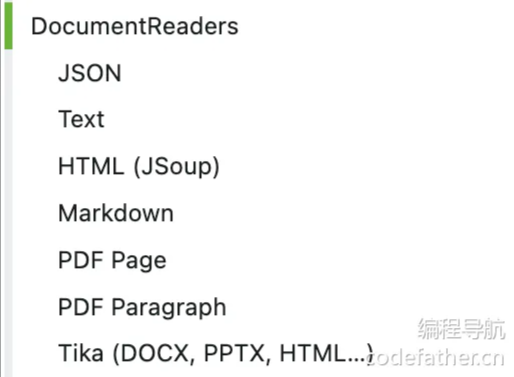 DocumentReaders
JSON
Text
HTML (JSoup)
Markdown
PDF Page
PDF Paragraph
Tika (DOCX, PPTX, HTML...)
编程导航
codefather.cn